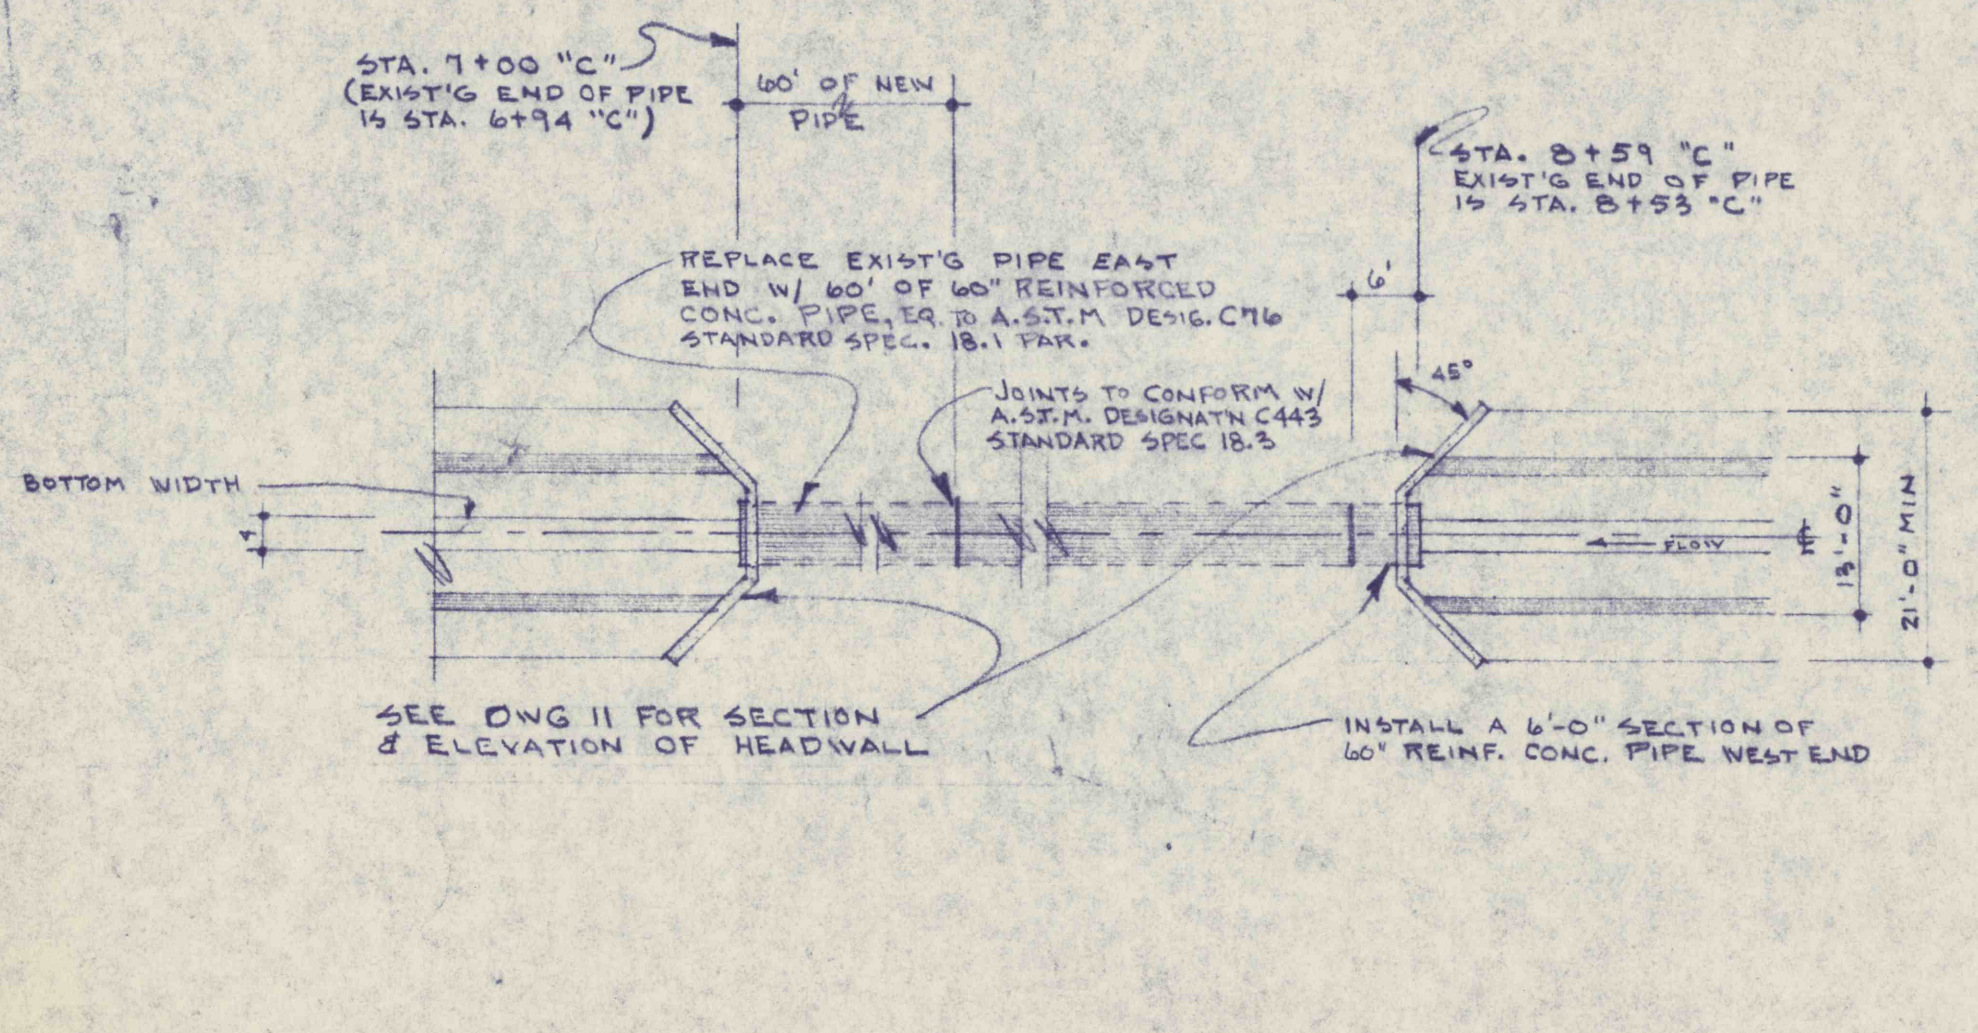 STA. 7+00 "C"
(EXIST'G END OF PIPE
IS STA. 6+94 "C")
60' OF NEW
PIPE
STA. 8+59 "C"
EXIST'G END OF PIPE
IS STA. 8+53 "C"
REPLACE EXIST'G PIPE EAST
END W/ 60' OF 60" REINFORCED
CONC. PIPE, EQ. TO A.S.T.M DESIG. C76
STANDARD SPEC. 18.1 PAR.
6'
45°
JOINTS TO CONFORM W/
A.S.T.M. DESIGNAT'N C443
STANDARD SPEC 18.3
BOTTOM WIDTH
4
FLOW
13'-0"
21'-0" MIN
SEE DWG 11 FOR SECTION
& ELEVATION OF HEADWALL
INSTALL A 6'-0" SECTION OF
60" REINF. CONC. PIPE WEST END